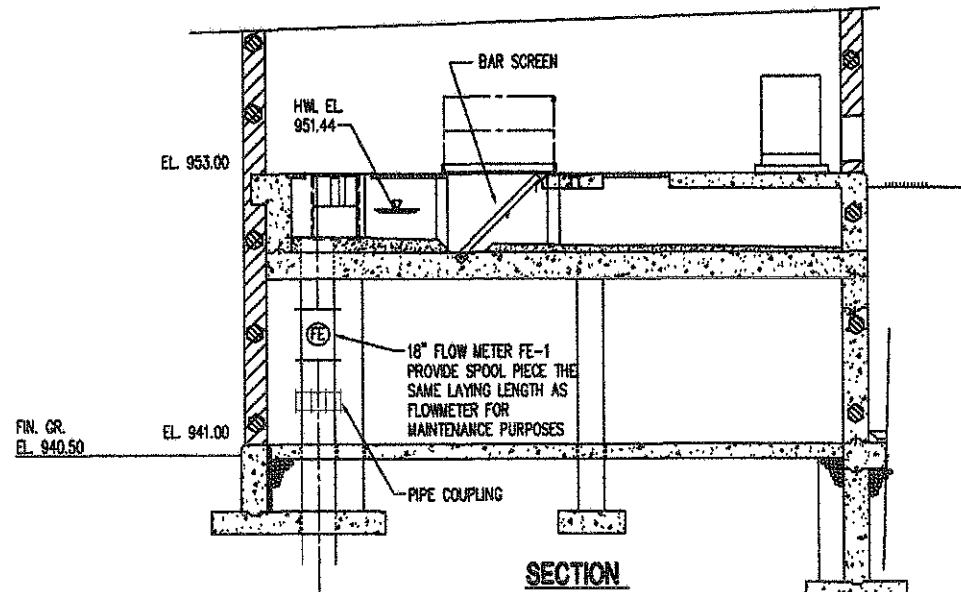 BAR SCREEN
HWL EL.
951.44
EL. 953.00
FE
18" FLOW METER FE-1
PROVIDE SPOOL PIECE THE
SAME LAYING LENGTH AS
FLOWMETER FOR
MAINTENANCE PURPOSES
FIN. GR.
EL. 940.50
EL. 941.00
PIPE COUPLING
SECTION